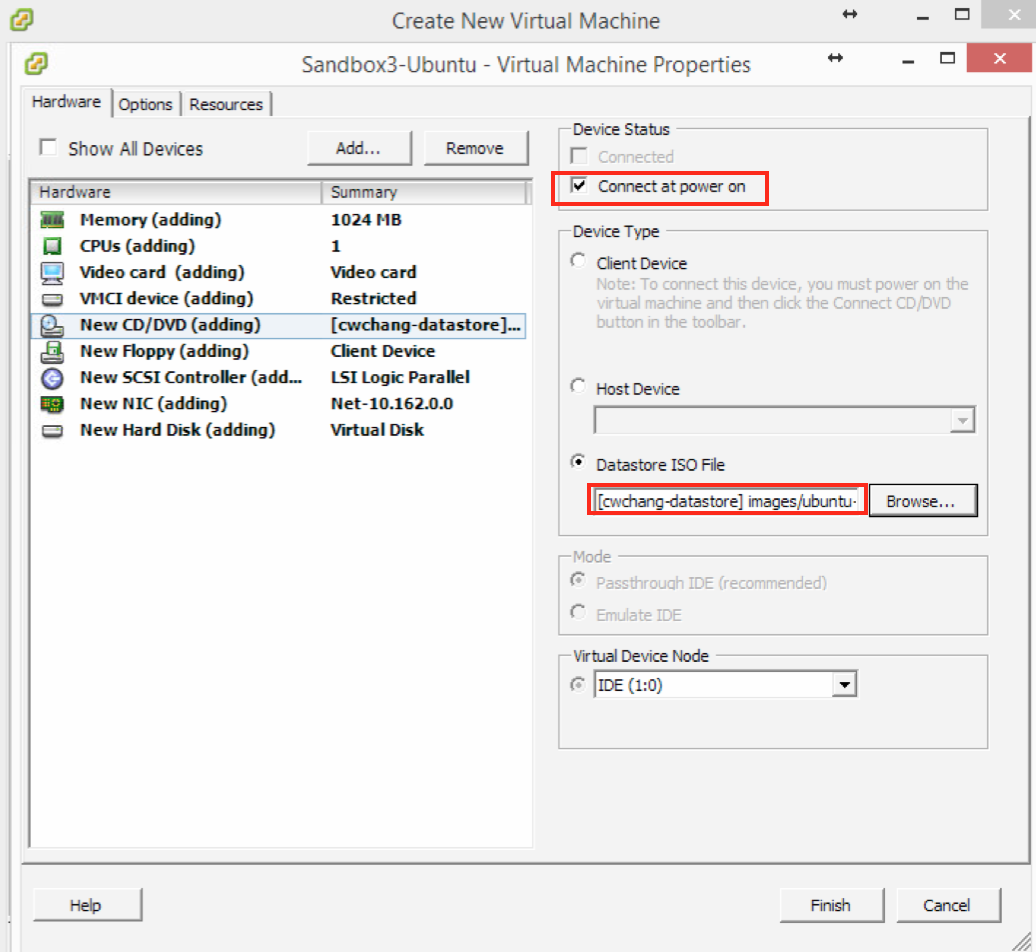 Create New Virtual Machine
Sandbox3-Ubuntu - Virtual Machine Properties
Hardware Options Resources
Show All Devices Add... Remove
Hardware Summary
Memory (adding) 1024 MB
CPUs (adding) 1
Video card (adding) Video card
VMCI device (adding) Restricted
New CD/DVD (adding) [cwchang-datastore]...
New Floppy (adding) Client Device
New SCSI Controller (add... LSI Logic Parallel
New NIC (adding) Net-10.162.0.0
New Hard Disk (adding) Virtual Disk
Device Status
Connected
Connect at power on
Device Type
Client Device
Note: To connect this device, you must power on the
virtual machine and then click the Connect CD/DVD
button in the toolbar.
Host Device
Datastore ISO File
[cwchang-datastore] images/ubuntu- Browse...
Mode
Passthrough IDE (recommended)
Emulate IDE
Virtual Device Node
IDE (1:0)
Help Finish Cancel